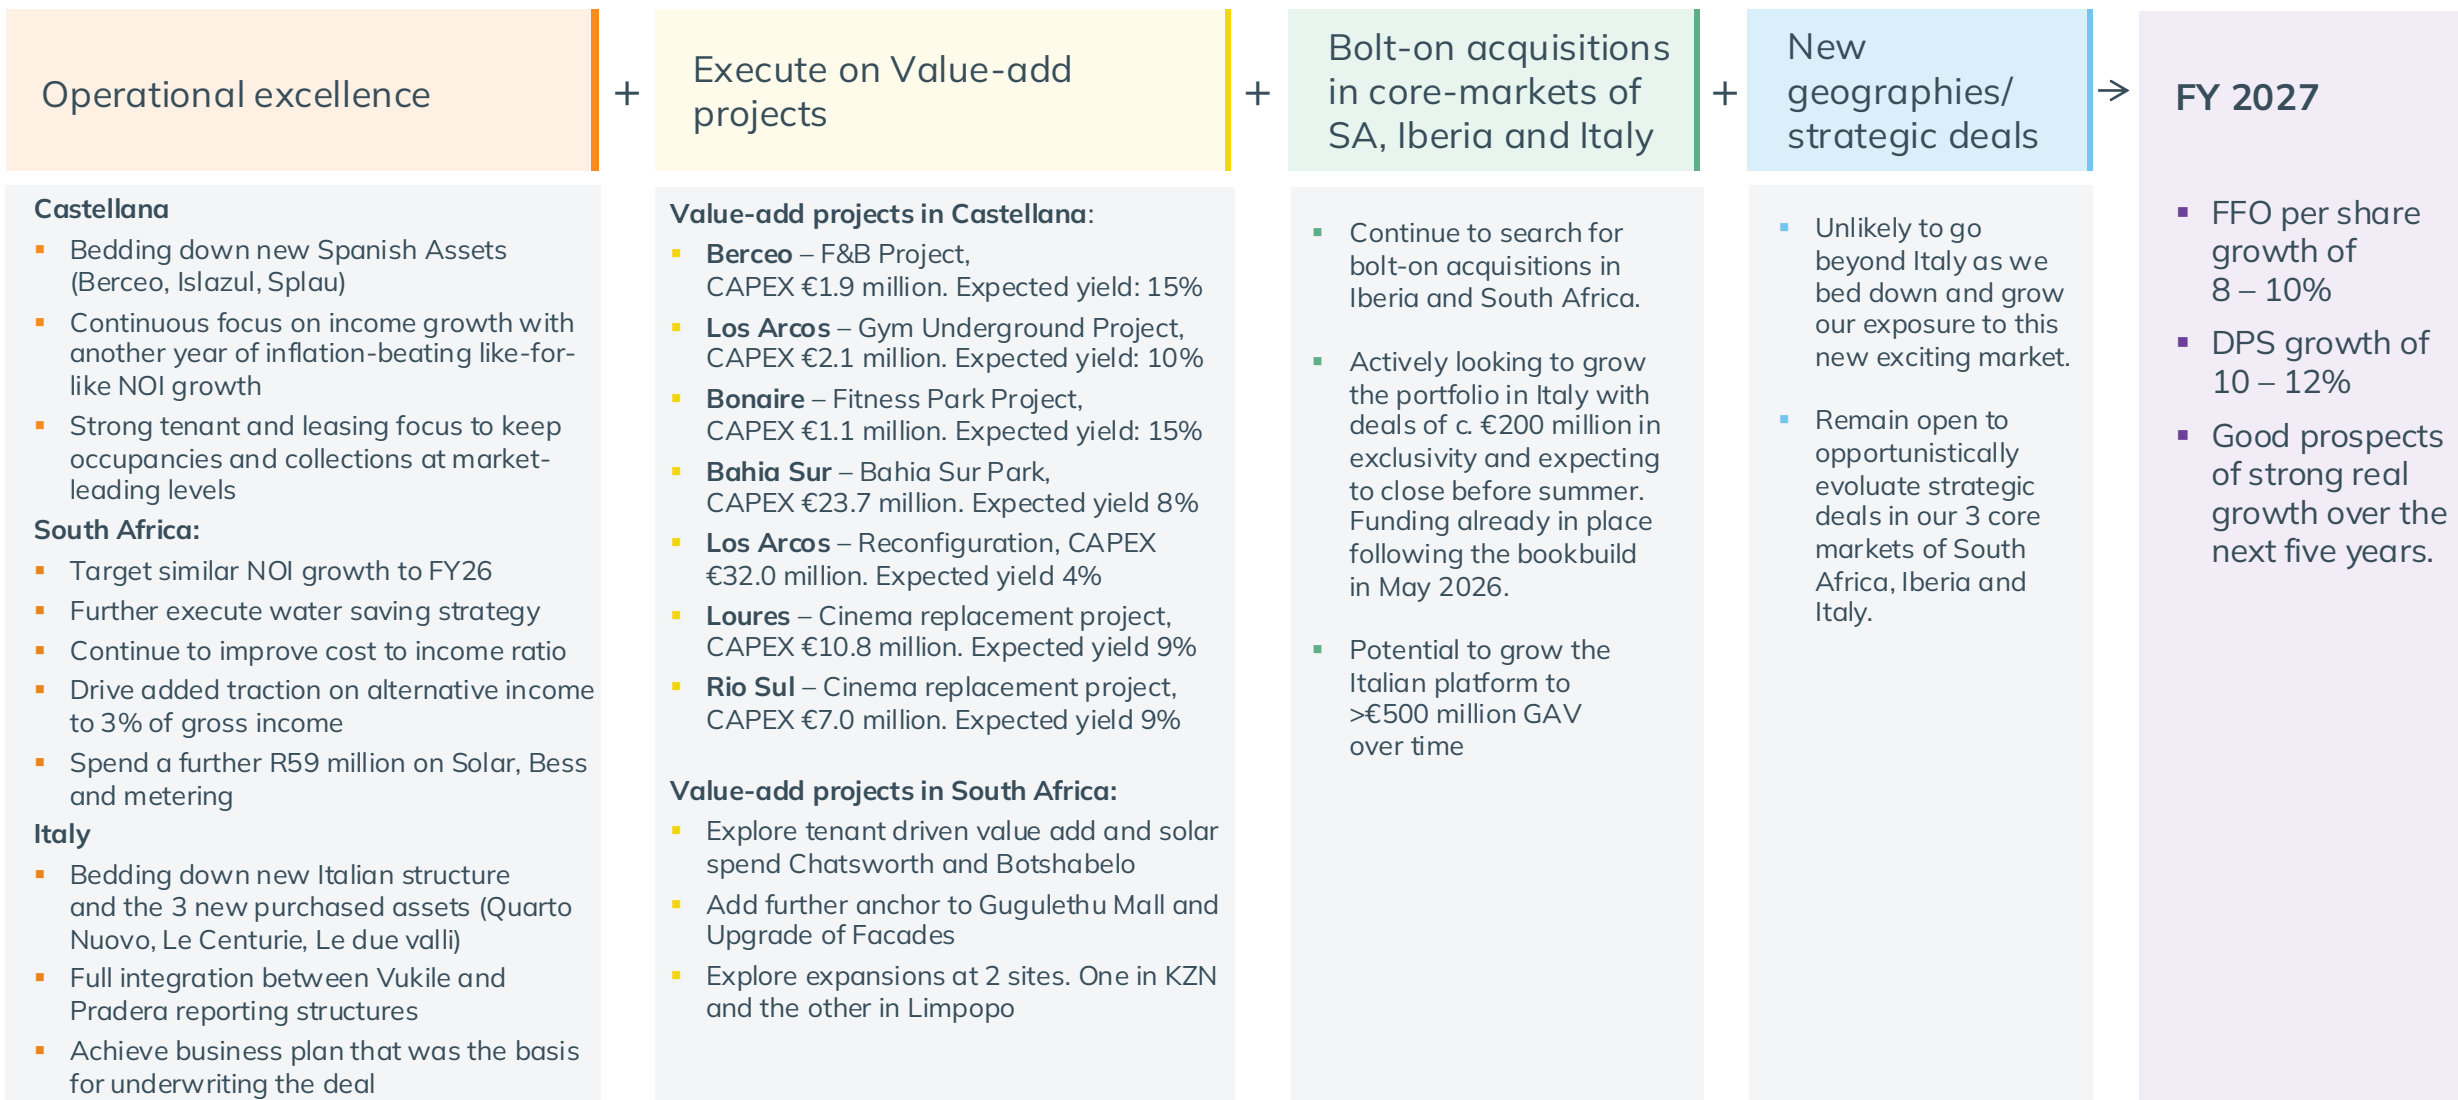 Operational excellence
+
Execute on Value-add
projects
+
Bolt-on acquisitions
in core-markets of
SA, Iberia and Italy
+
New
geographies/
strategic deals
→
FY 2027
Castellana
▪ Bedding down new Spanish Assets
(Berceo, Islazul, Splau)
▪ Continuous focus on income growth with
another year of inflation-beating like-for-
like NOI growth
▪ Strong tenant and leasing focus to keep
occupancies and collections at market-
leading levels
South Africa:
▪ Target similar NOI growth to FY26
▪ Further execute water saving strategy
▪ Continue to improve cost to income ratio
▪ Drive added traction on alternative income
to 3% of gross income
▪ Spend a further R59 million on Solar, Bess
and metering
Italy
▪ Bedding down new Italian structure
and the 3 new purchased assets (Quarto
Nuovo, Le Centurie, Le due valli)
▪ Full integration between Vukile and
Pradera reporting structures
▪ Achieve business plan that was the basis
for underwriting the deal
Value-add projects in Castellana:
▪ Berceo – F&B Project,
CAPEX €1.9 million. Expected yield: 15%
▪ Los Arcos – Gym Underground Project,
CAPEX €2.1 million. Expected yield: 10%
▪ Bonaire – Fitness Park Project,
CAPEX €1.1 million. Expected yield: 15%
▪ Bahia Sur – Bahia Sur Park,
CAPEX €23.7 million. Expected yield 8%
▪ Los Arcos – Reconfiguration, CAPEX
€32.0 million. Expected yield 4%
▪ Loures – Cinema replacement project,
CAPEX €10.8 million. Expected yield 9%
▪ Rio Sul – Cinema replacement project,
CAPEX €7.0 million. Expected yield 9%
Value-add projects in South Africa:
▪ Explore tenant driven value add and solar
spend Chatsworth and Botshabelo
▪ Add further anchor to Gugulethu Mall and
Upgrade of Facades
▪ Explore expansions at 2 sites. One in KZN
and the other in Limpopo
▪ Continue to search for
bolt-on acquisitions in
Iberia and South Africa.
▪ Actively looking to grow
the portfolio in Italy with
deals of c. €200 million in
exclusivity and expecting
to close before summer.
Funding already in place
following the bookbuild
in May 2026.
▪ Potential to grow the
Italian platform to
>€500 million GAV
over time
▪ Unlikely to go
beyond Italy as we
bed down and grow
our exposure to this
new exciting market.
▪ Remain open to
opportunistically
evoluate strategic
deals in our 3 core
markets of South
Africa, Iberia and
Italy.
▪ FFO per share
growth of
8 – 10%
▪ DPS growth of
10 – 12%
▪ Good prospects
of strong real
growth over the
next five years.